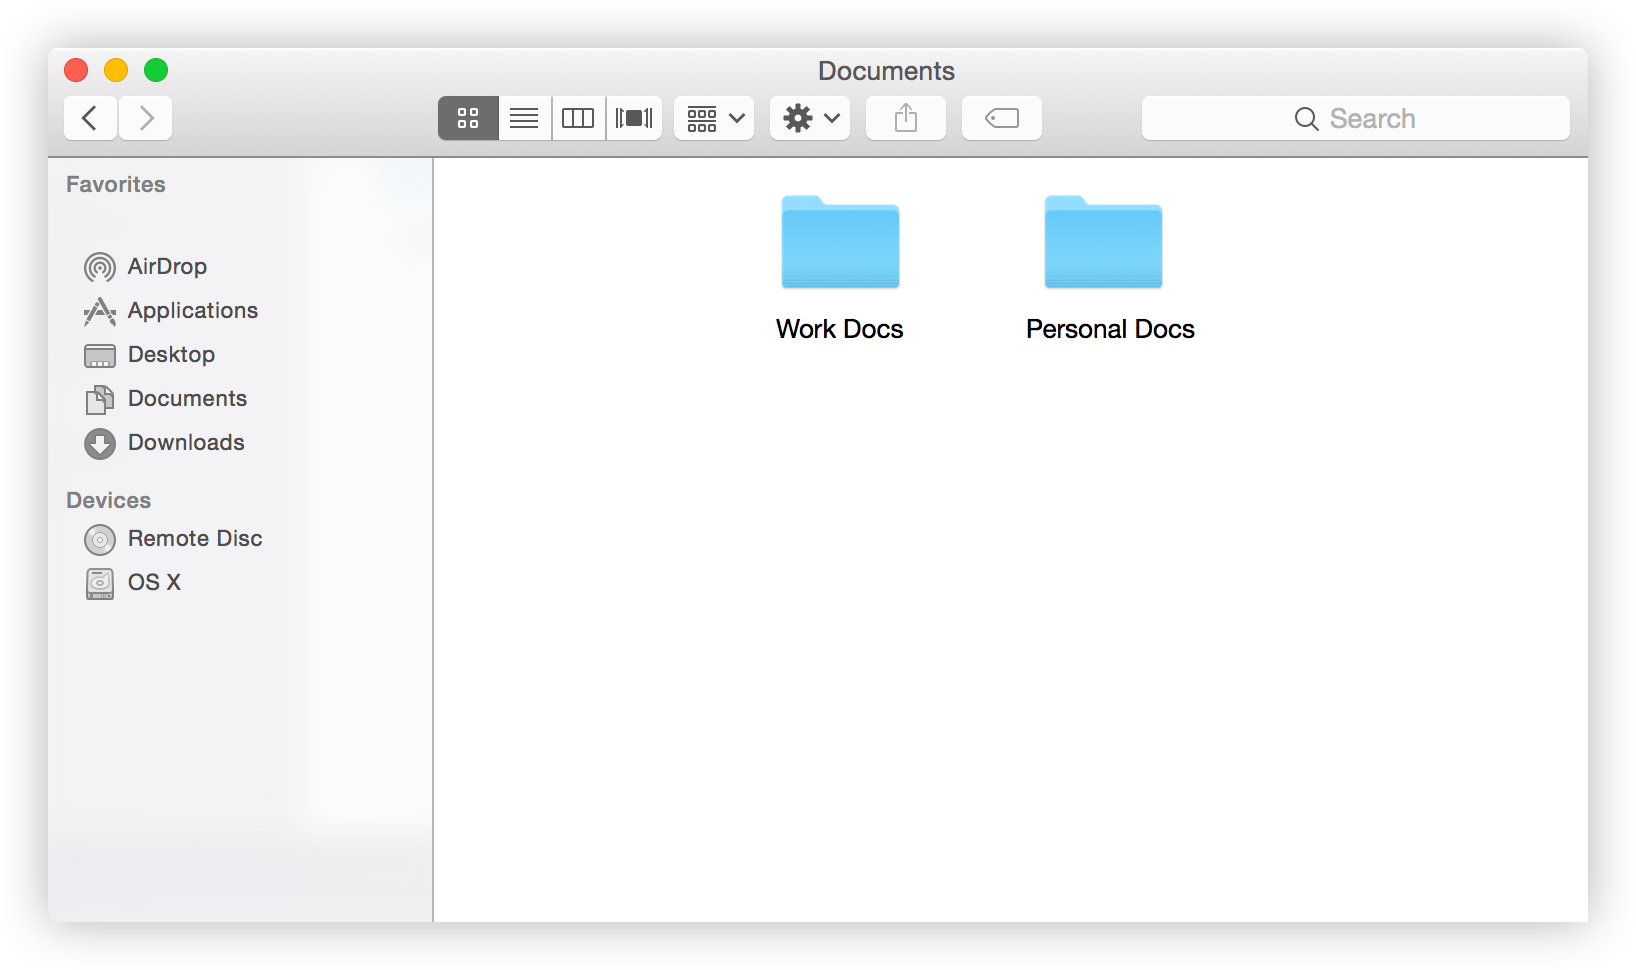 Documents
Search
Favorites
AirDrop
Applications
Desktop
Documents
Downloads
Devices
Remote Disc
OS X
Work Docs
Personal Docs